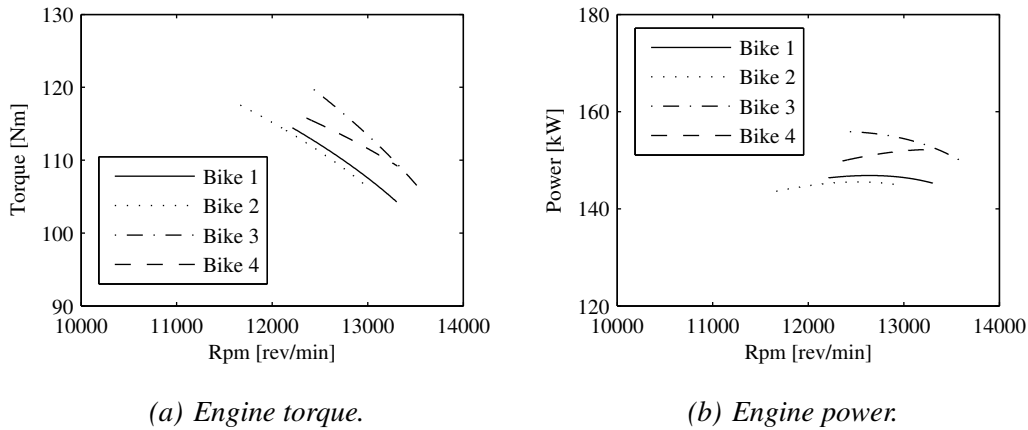 130
120
110
100
90
Torque [Nm]
Bike 1
Bike 2
Bike 3
Bike 4
10000 11000 12000 13000 14000
Rpm [rev/min]
(a) Engine torque.
180
160
140
120
Power [kW]
Bike 1
Bike 2
Bike 3
Bike 4
10000 11000 12000 13000 14000
Rpm [rev/min]
(b) Engine power.